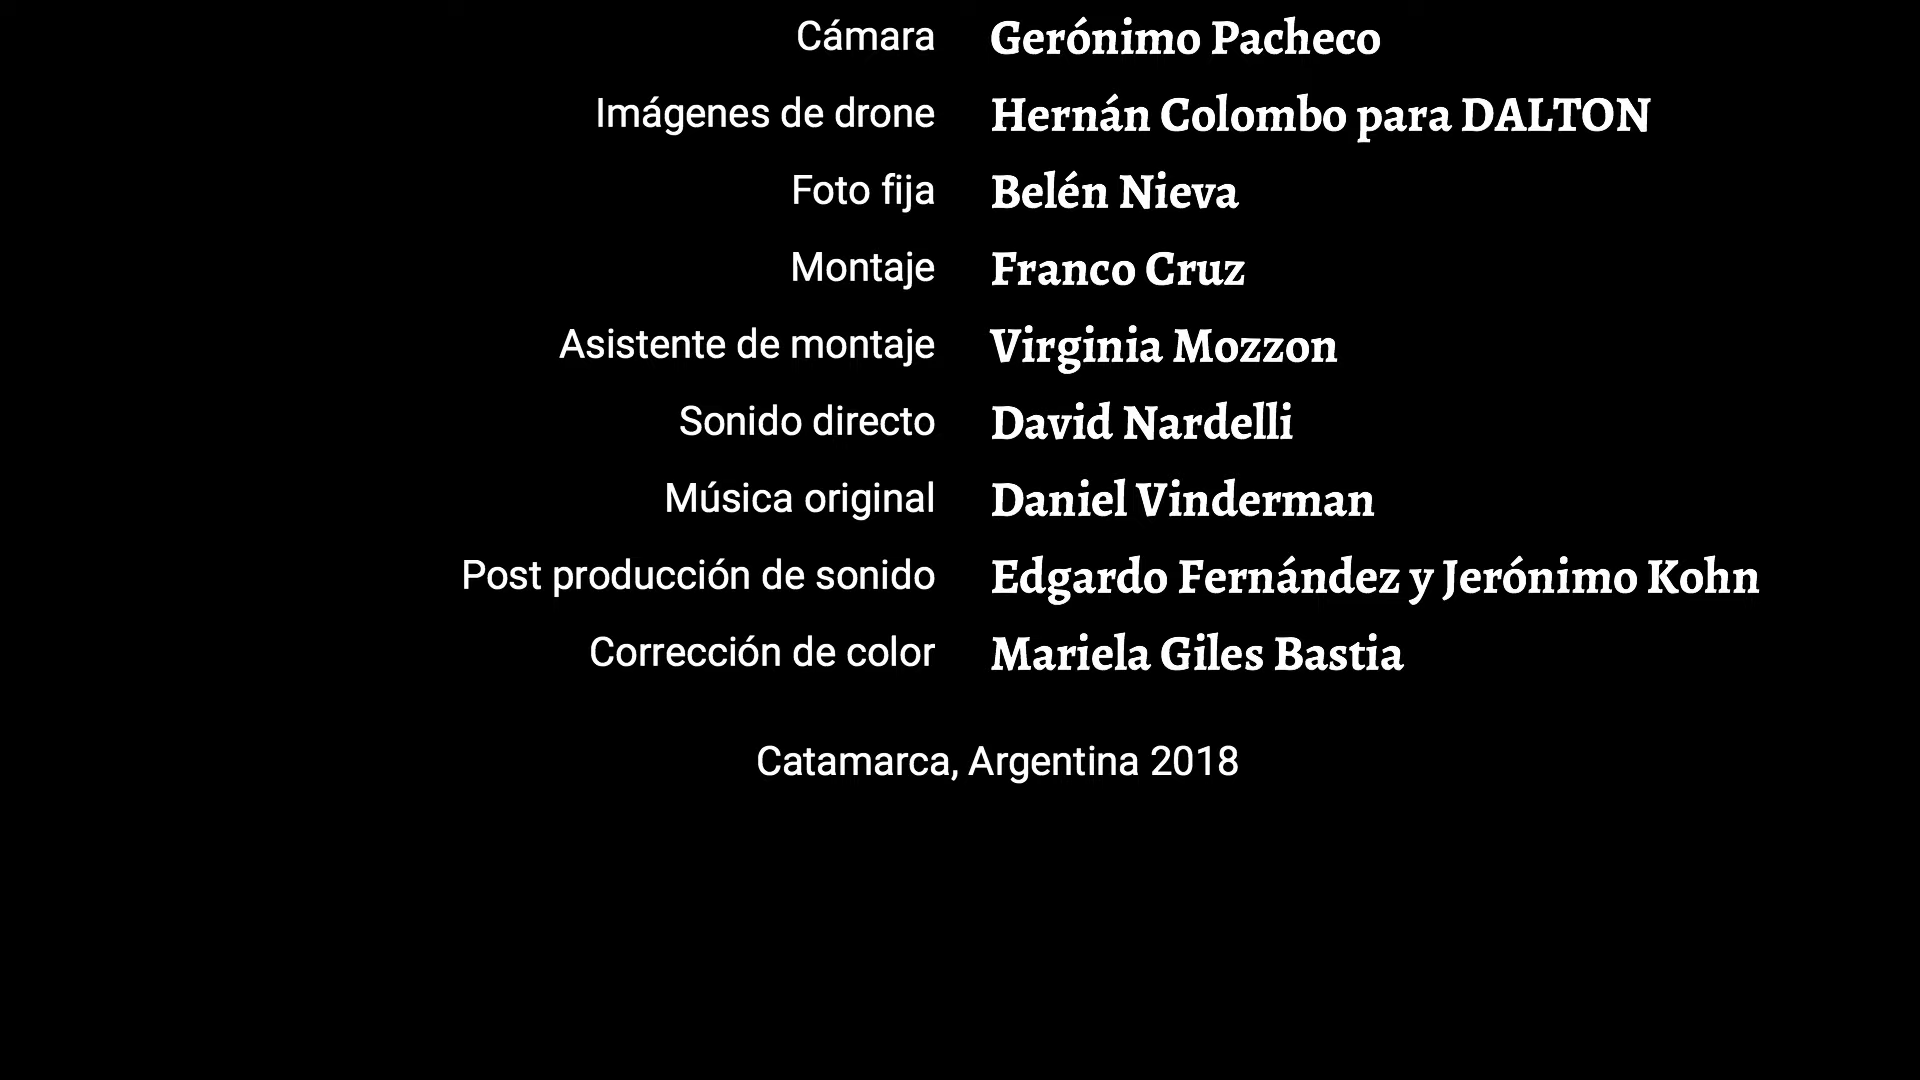 Cámara Gerónimo Pacheco
Imágenes de drone Hernán Colombo para DALTON
Foto fija Belén Nieva
Montaje Franco Cruz
Asistente de montaje Virginia Mozzon
Sonido directo David Nardelli
Música original Daniel Vinderman
Post producción de sonido Edgardo Fernández y Jerónimo Kohn
Corrección de color Mariela Giles Bastia
Catamarca, Argentina 2018